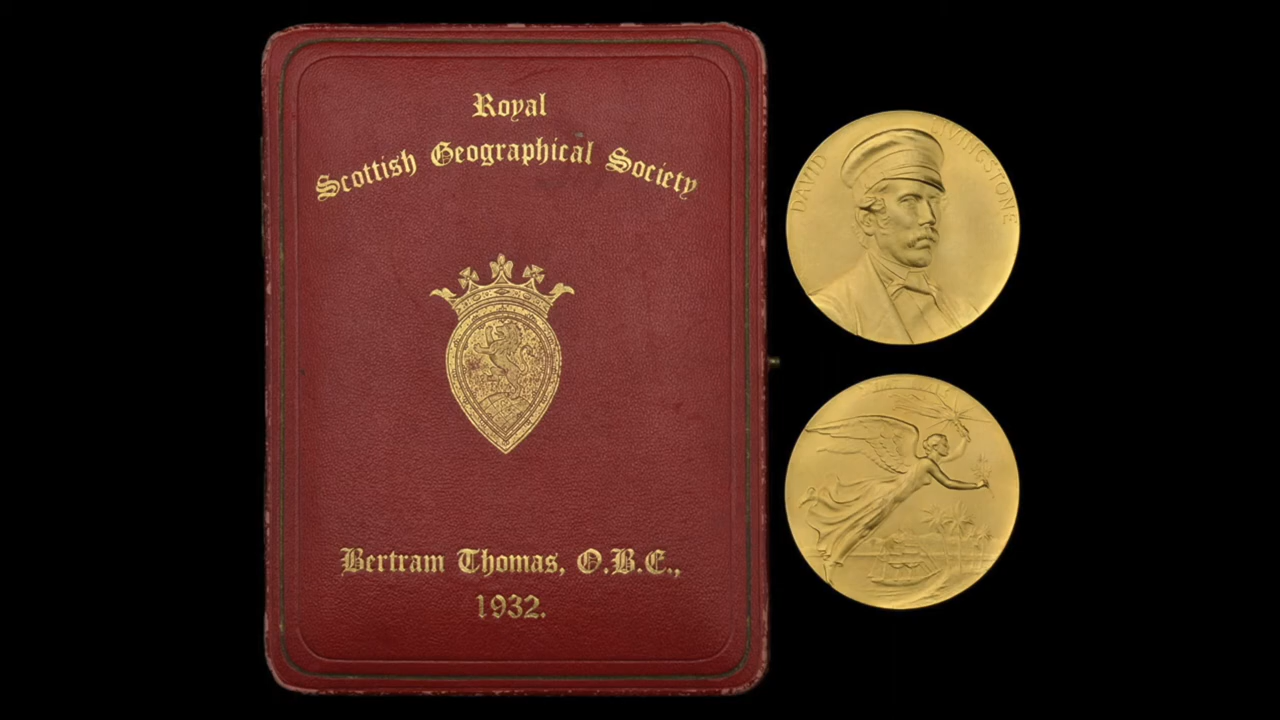 Royal
Scottish Geographical Society
Bertram Thomas, O.B.E.,
1932.
DAVID LIVINGSTONE